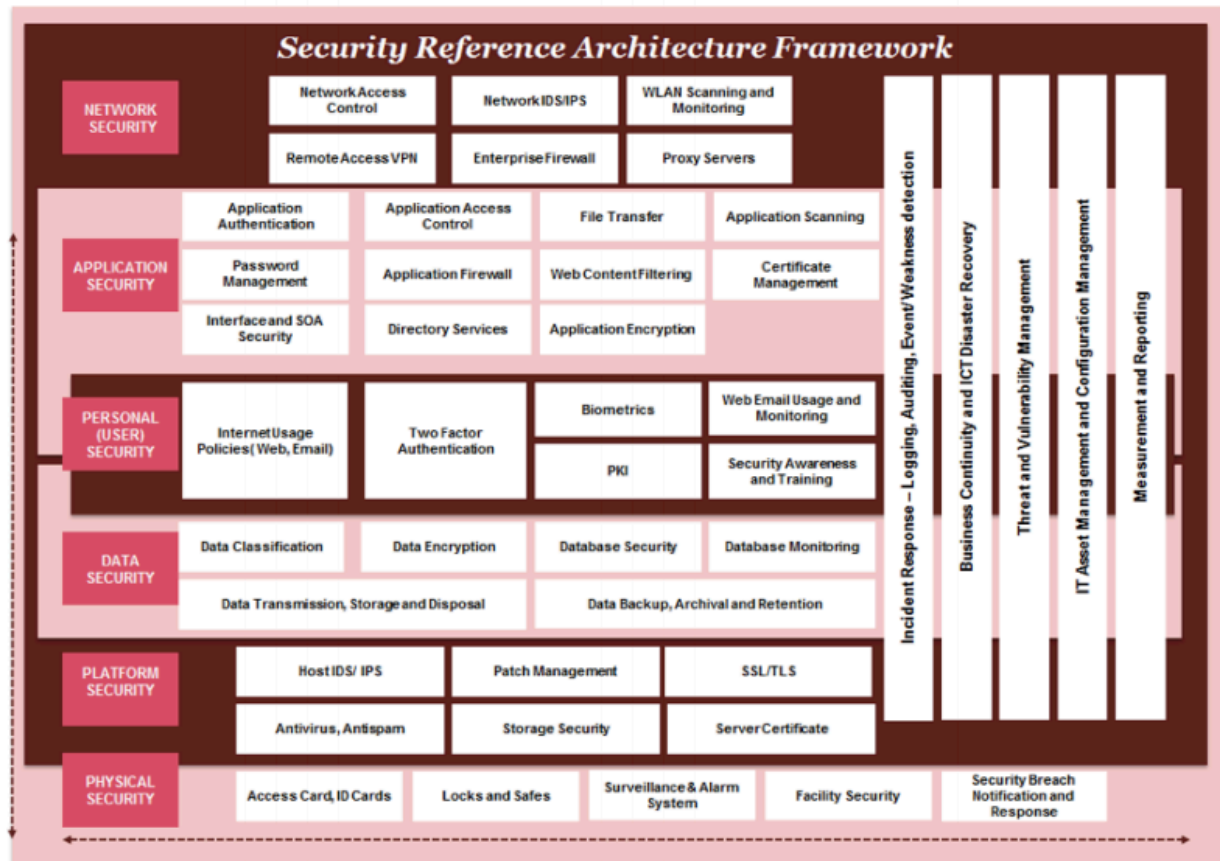 Security Reference Architecture Framework
NETWORK
SECURITY
Network Access
Control
Network IDS/IPS
WLAN Scanning and
Monitoring
Remote Access VPN
Enterprise Firewall
Proxy Servers
APPLICATION
SECURITY
Application
Authentication
Application Access
Control
File Transfer
Application Scanning
Password
Management
Application Firewall
Web Content Filtering
Certificate
Management
Interface and SOA
Security
Directory Services
Application Encryption
PERSONAL
(USER)
SECURITY
Internet Usage
Policies( Web, Email)
Two Factor
Authentication
Biometrics
Web Email Usage and
Monitoring
PKI
Security Awareness
and Training
DATA
SECURITY
Data Classification
Data Encryption
Database Security
Database Monitoring
Data Transmission, Storage and Disposal
Data Backup, Archival and Retention
PLATFORM
SECURITY
Host IDS/ IPS
Patch Management
SSL/TLS
Antivirus, Antispam
Storage Security
Server Certificate
PHYSICAL
SECURITY
Access Card, ID Cards
Locks and Safes
Surveillance & Alarm
System
Facility Security
Security Breach
Notification and
Response
Incident Response – Logging, Auditing, Event/ Weakness detection
Business Continuity and ICT Disaster Recovery
Threat and Vulnerability Management
IT Asset Management and Configuration Management
Measurement and Reporting